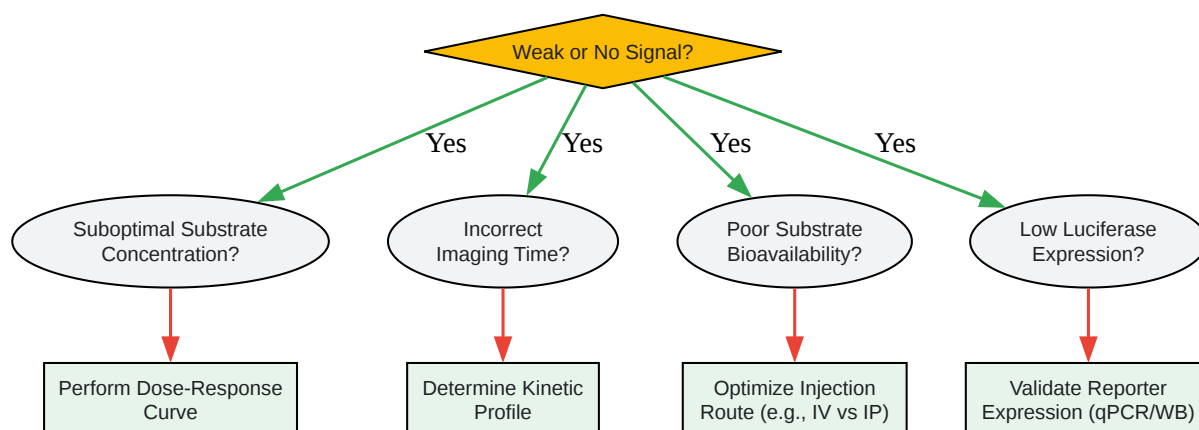 Weak or No Signal?
Yes
Yes
Yes
Yes
Suboptimal Substrate
Concentration?
Incorrect
Imaging Time?
Poor Substrate
Bioavailability?
Low Luciferase
Expression?
Perform Dose-Response
Curve
Determine Kinetic
Profile
Optimize Injection
Route (e.g., IV vs IP)
Validate Reporter
Expression (qPCR/WB)